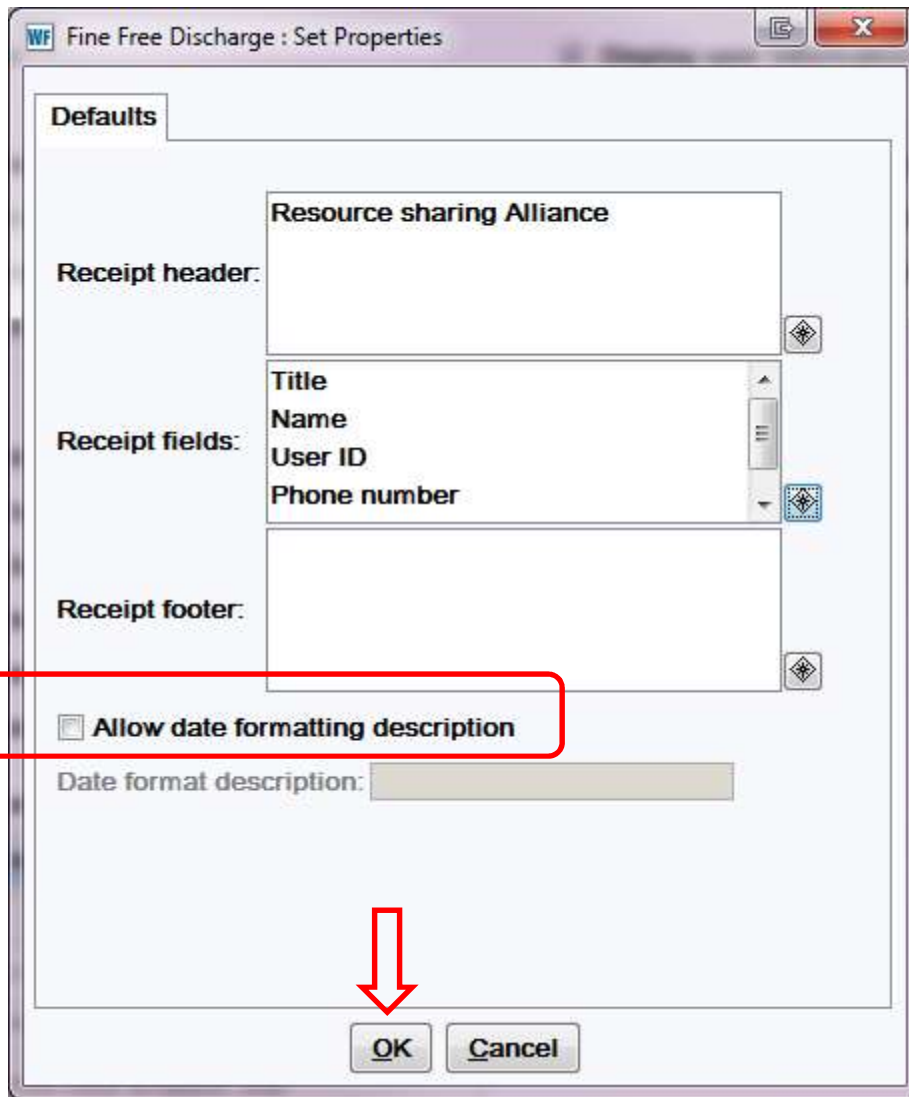 WF Fine Free Discharge : Set Properties
Defaults
Receipt header:
Resource sharing Alliance
Receipt fields:
Title
Name
User ID
Phone number
Receipt footer:
Allow date formatting description
Date format description:
OK Cancel